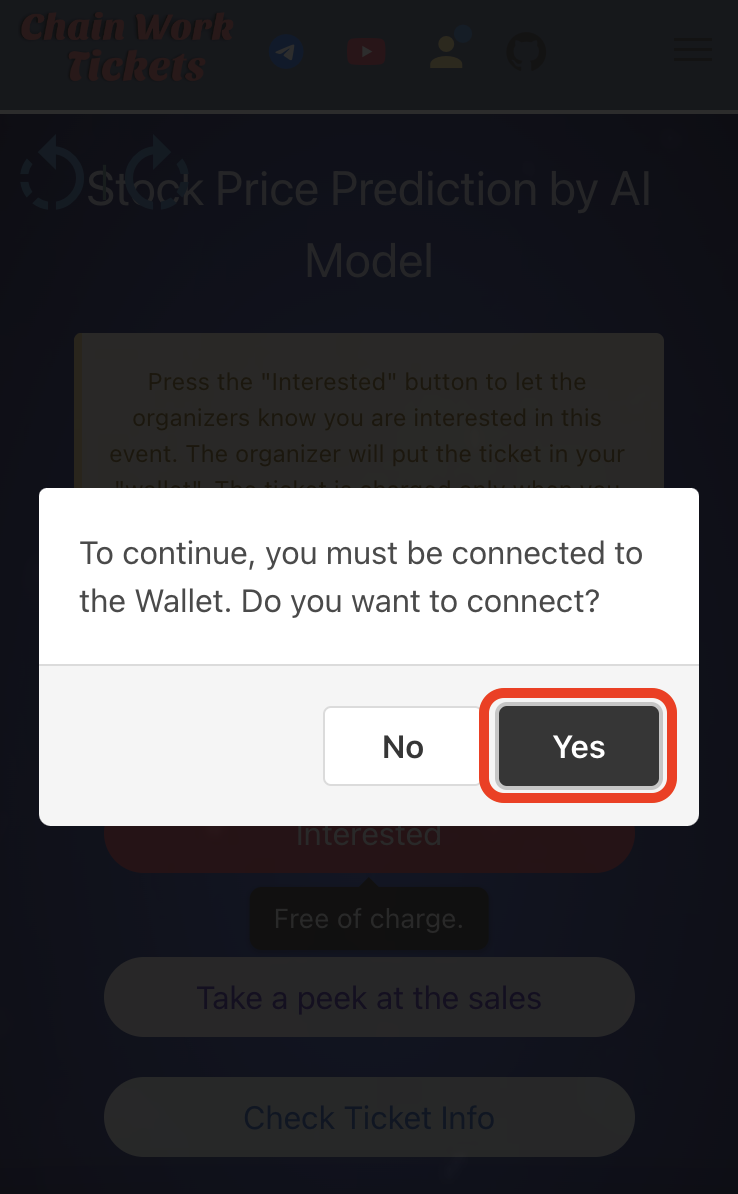 Chain Work
Tickets
Stock Price Prediction by AI
Model
Press the "Interested" button to let the
organizers know you are interested in this
event. The organizer will put the ticket in your
"wallet". The ticket is charged only when you
To continue, you must be connected to
the Wallet. Do you want to connect?
No
Yes
Interested
Free of charge.
Take a peek at the sales
Check Ticket Info